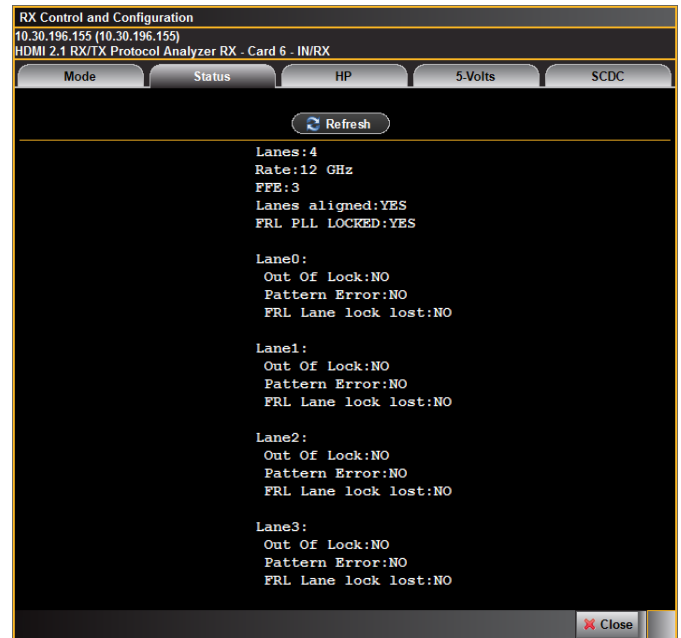 RX Control and Configuration
10.30.196.155 (10.30.196.155)
HDMI 2.1 RX/TX Protocol Analyzer RX - Card 6 - IN/RX
Mode Status HP 5-Volts SCDC
Refresh
Lanes:4
Rate:12 GHz
FFE:3
Lanes aligned:YES
FRL PLL LOCKED:YES
Lane0:
Out Of Lock:NO
Pattern Error:NO
FRL Lane lock lost:NO
Lane1:
Out Of Lock:NO
Pattern Error:NO
FRL Lane lock lost:NO
Lane2:
Out Of Lock:NO
Pattern Error:NO
FRL Lane lock lost:NO
Lane3:
Out Of Lock:NO
Pattern Error:NO
FRL Lane lock lost:NO
Close